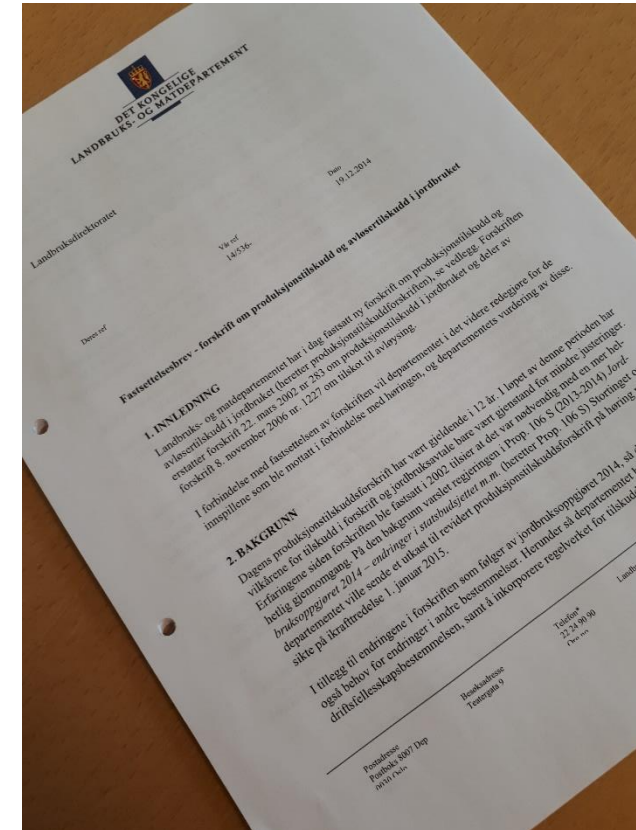 DET KONGELIGE
LANDBRUKS- OG MATDEPARTEMENT
Landbruksdirektoratet
Deres ref
Vår ref
14/536-
Dato
19.12.2014
Fastsettelsesbrev - forskrift om produksjonstilskudd og avløsertilskudd i jordbruket
1. INNLEDNING
Landbruks- og matdepartementet har i dag fastsatt ny forskrift om produksjonstilskudd og
avløsertilskudd i jordbruket (heretter produksjonstilskuddforskriften), se vedlegg. Forskriften
erstatter forskrift 22. mars 2002 nr 283 om produksjonstilskudd i jordbruket og deler av
forskrift 8. november 2006 nr. 1227 om tilskot til avløysing.
I forbindelse med fastsettelsen av forskriften vil departementet i det videre redegjøre for de
innspillene som ble mottatt i forbindelse med høringen, og departementets vurdering av disse.
2. BAKGRUNN
Dagens produksjonstilskuddsforskrift har vært gjeldende i 12 år. I løpet av denne perioden har
vilkårene for tilskudd i forskrift og jordbruksavtale bare vært gjenstand for mindre justeringer.
Erfaringene siden forskriften ble fastsatt i 2002 tilsier at det var nødvendig med en mer hel-
hetlig gjennomgang. På den bakgrunn varslet regjeringen i Prop. 106 S (2013-2014) Jord-
bruksoppgjøret 2014 – endringer i statsbudsjettet m.m. (heretter Prop. 106 S) Stortinget
departementet ville sende et utkast til revidert produksjonstilskuddsforskrift på høring
sikte på ikrafttredelse 1. januar 2015.
I tillegg til endringene i forskriften som følger av jordbruksoppgjøret 2014, så
også behov for endringer i andre bestemmelser. Herunder så departementet
driftsfellesskapsbestemmelsen, samt å inkorporere regelverket for tilskudd
Postadresse
Postboks 8007 Dep
Besøksadresse
Teatergata 9
Telefon*
22 24 90 90